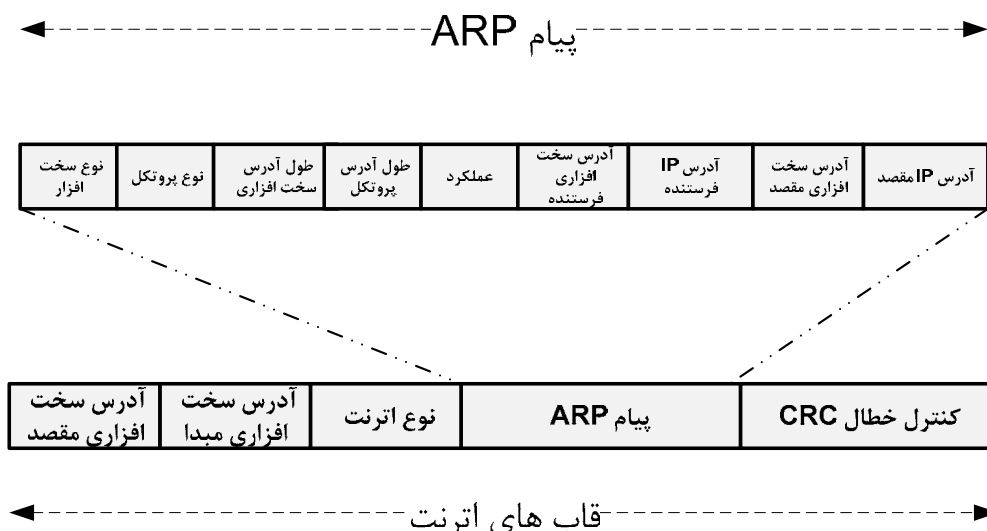 پیام ARP
نوع سخت
افزار
نوع پروتکل
طول آدرس
سخت افزاری
طول آدرس
پروتکل
عملکرد
آدرس سخت
افزاری
فرستنده
آدرس IP
فرستنده
آدرس سخت
افزاری مقصد
آدرس IP مقصد
آدرس سخت
افزاری مقصد
آدرس سخت
افزاری مبدا
نوع اترنت
پیام ARP
کنترل خطال CRC
قاب های اترنت